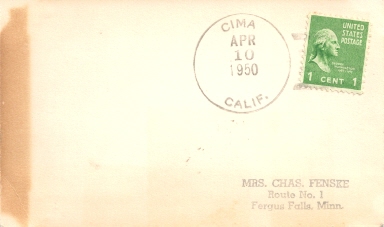 CIMA
APR
10
1950
CALIF.
UNITED
STATES
POSTAGE
1 CENT 1
MRS. CHAS. FENSKE
Route No. 1
Fergus Falls, Minn.